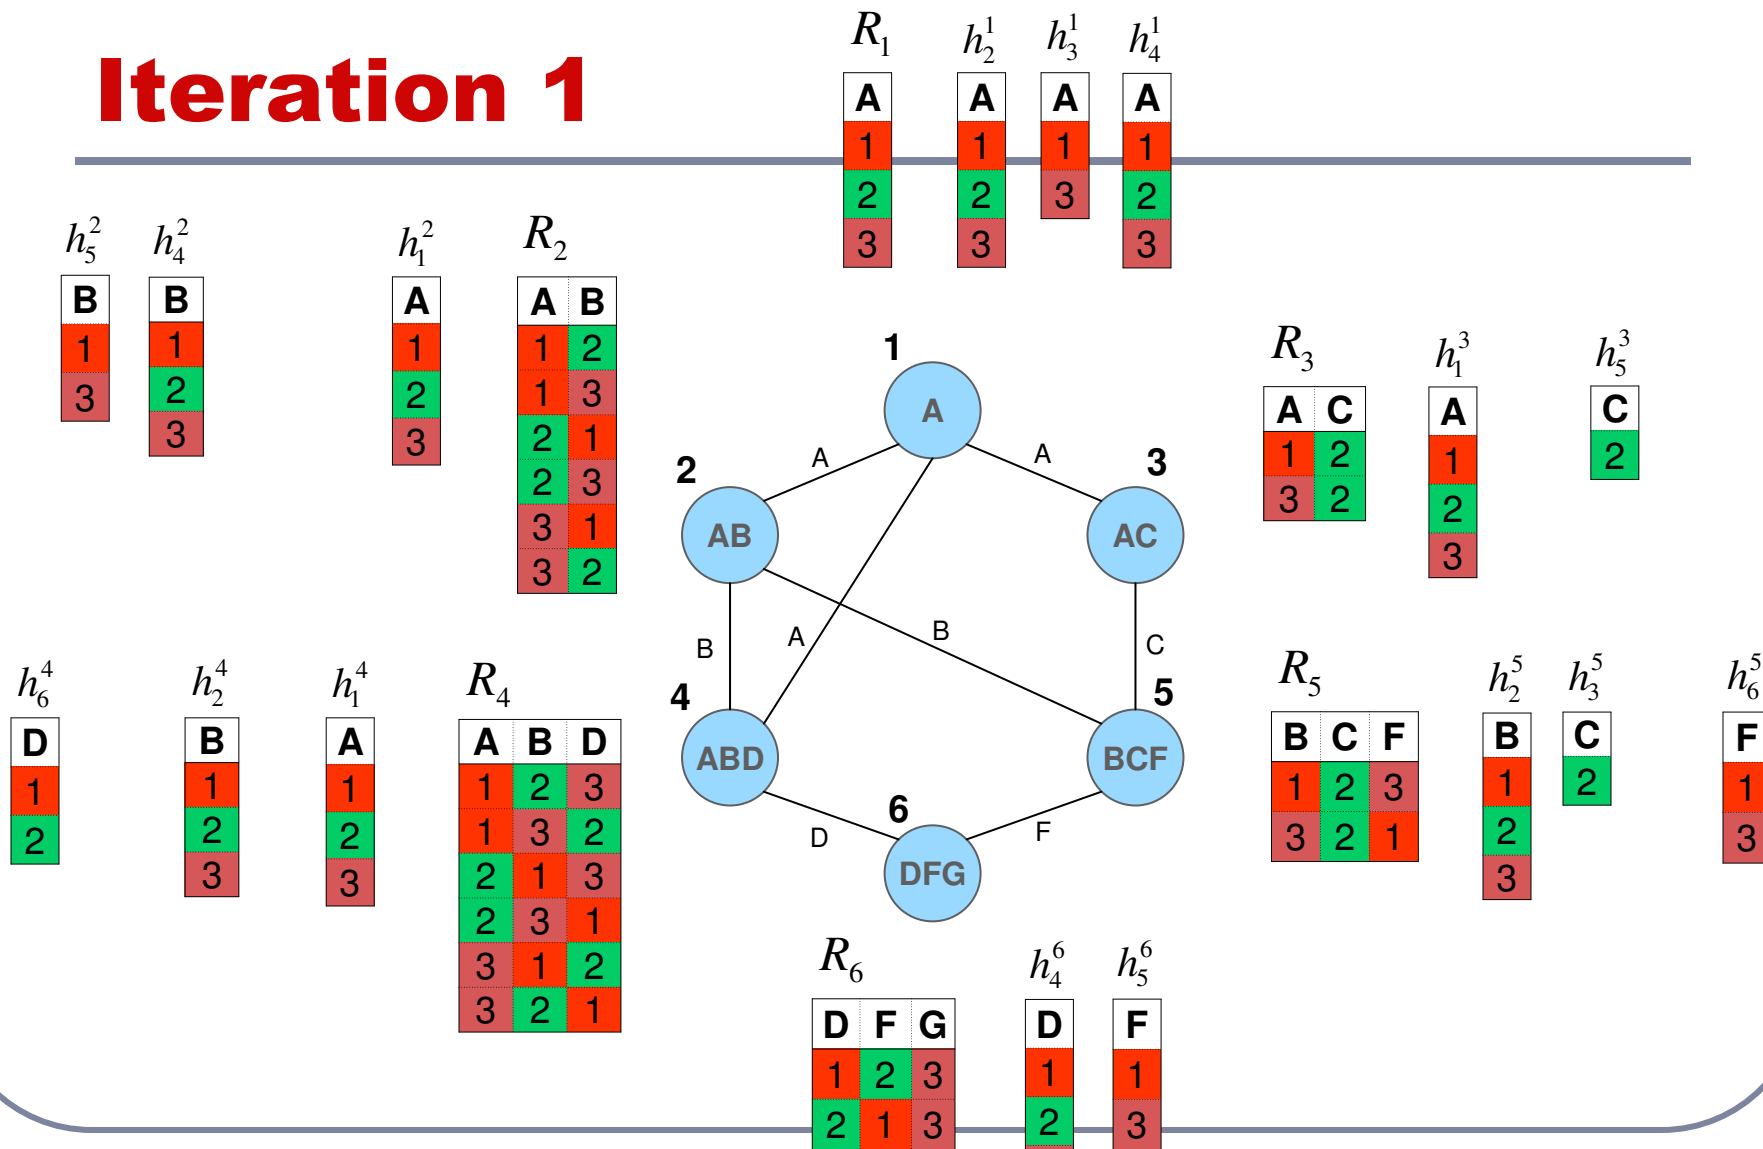 Iteration 1
R₁ h₂¹ h₃¹ h₄¹
A A A A
1 1 1 1
2 2 3 2
3 3 3
h₅² h₄² h₁² R₂
B B A A B
1 1 1 1 2
3 2 2 1 3
3 3 2 1
2 3
3 1
3 2
R₃ h₁³ h₅³
A C A C
1 2 1 2
3 2 2
3
1
A
A A
2 3
AB AC
B A B C
4 5
ABD BCF
6
D F
DFG
h₆⁴ h₂⁴ h₁⁴ R₄
D B A A B D
1 1 1 1 2 3
2 2 2 1 3 2
3 3 2 1 3
2 3 1
3 1 2
3 2 1
R₅ h₂⁵ h₃⁵ h₆⁵
B C F B C F
1 2 3 1 2 1
3 2 1 2 3
3
R₆ h₄⁶ h₅⁶
D F G D F
1 2 3 1 1
2 1 3 2 3